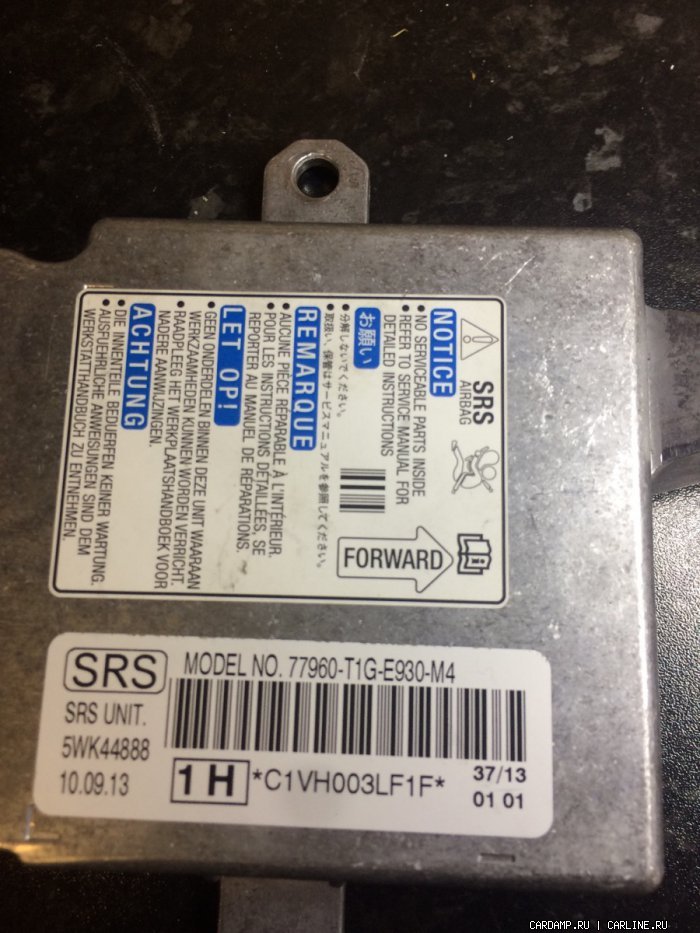 SRS
AIRBAG
NOTICE
• NO SERVICEABLE PARTS INSIDE
• REFER TO SERVICE MANUAL FOR
DETAILED INSTRUCTIONS
お願い
• 分解しないでください。
• 取扱い、保管はサービスマニュアルを参照してください。
REMARQUE
• AUCUNE PIÈCE RÉPARABLE À L'INTÉRIEUR.
• POUR LES INSTRUCTIONS DÉTAILLÉES, SE
REPORTER AU MANUEL DE RÉPARATIONS.
LET OP!
• GEEN ONDERDELEN BINNEN DEZE UNIT WAARAAN
WERKZAAMHEDEN KUNNEN WORDEN VERRICHT.
• RAADPLEEG HET WERKPLAATSHANDBOEK VOOR
NADERE AANWIJZINGEN.
ACHTUNG
• DIE INNENTEILE BEDUERFEN KEINER WARTUNG.
• AUSFÜHRLICHE ANWEISUNGEN SIND DEM
WERKSTATTHANDBUCH ZU ENTNEHMEN.
FORWARD
SRS
MODEL NO. 77960-T1G-E930-M4
SRS UNIT.
5WK44888
10.09.13
1H
*C1VH003LF1F*
37/13
01 01
CARDAMP.RU | CARLINE.RU